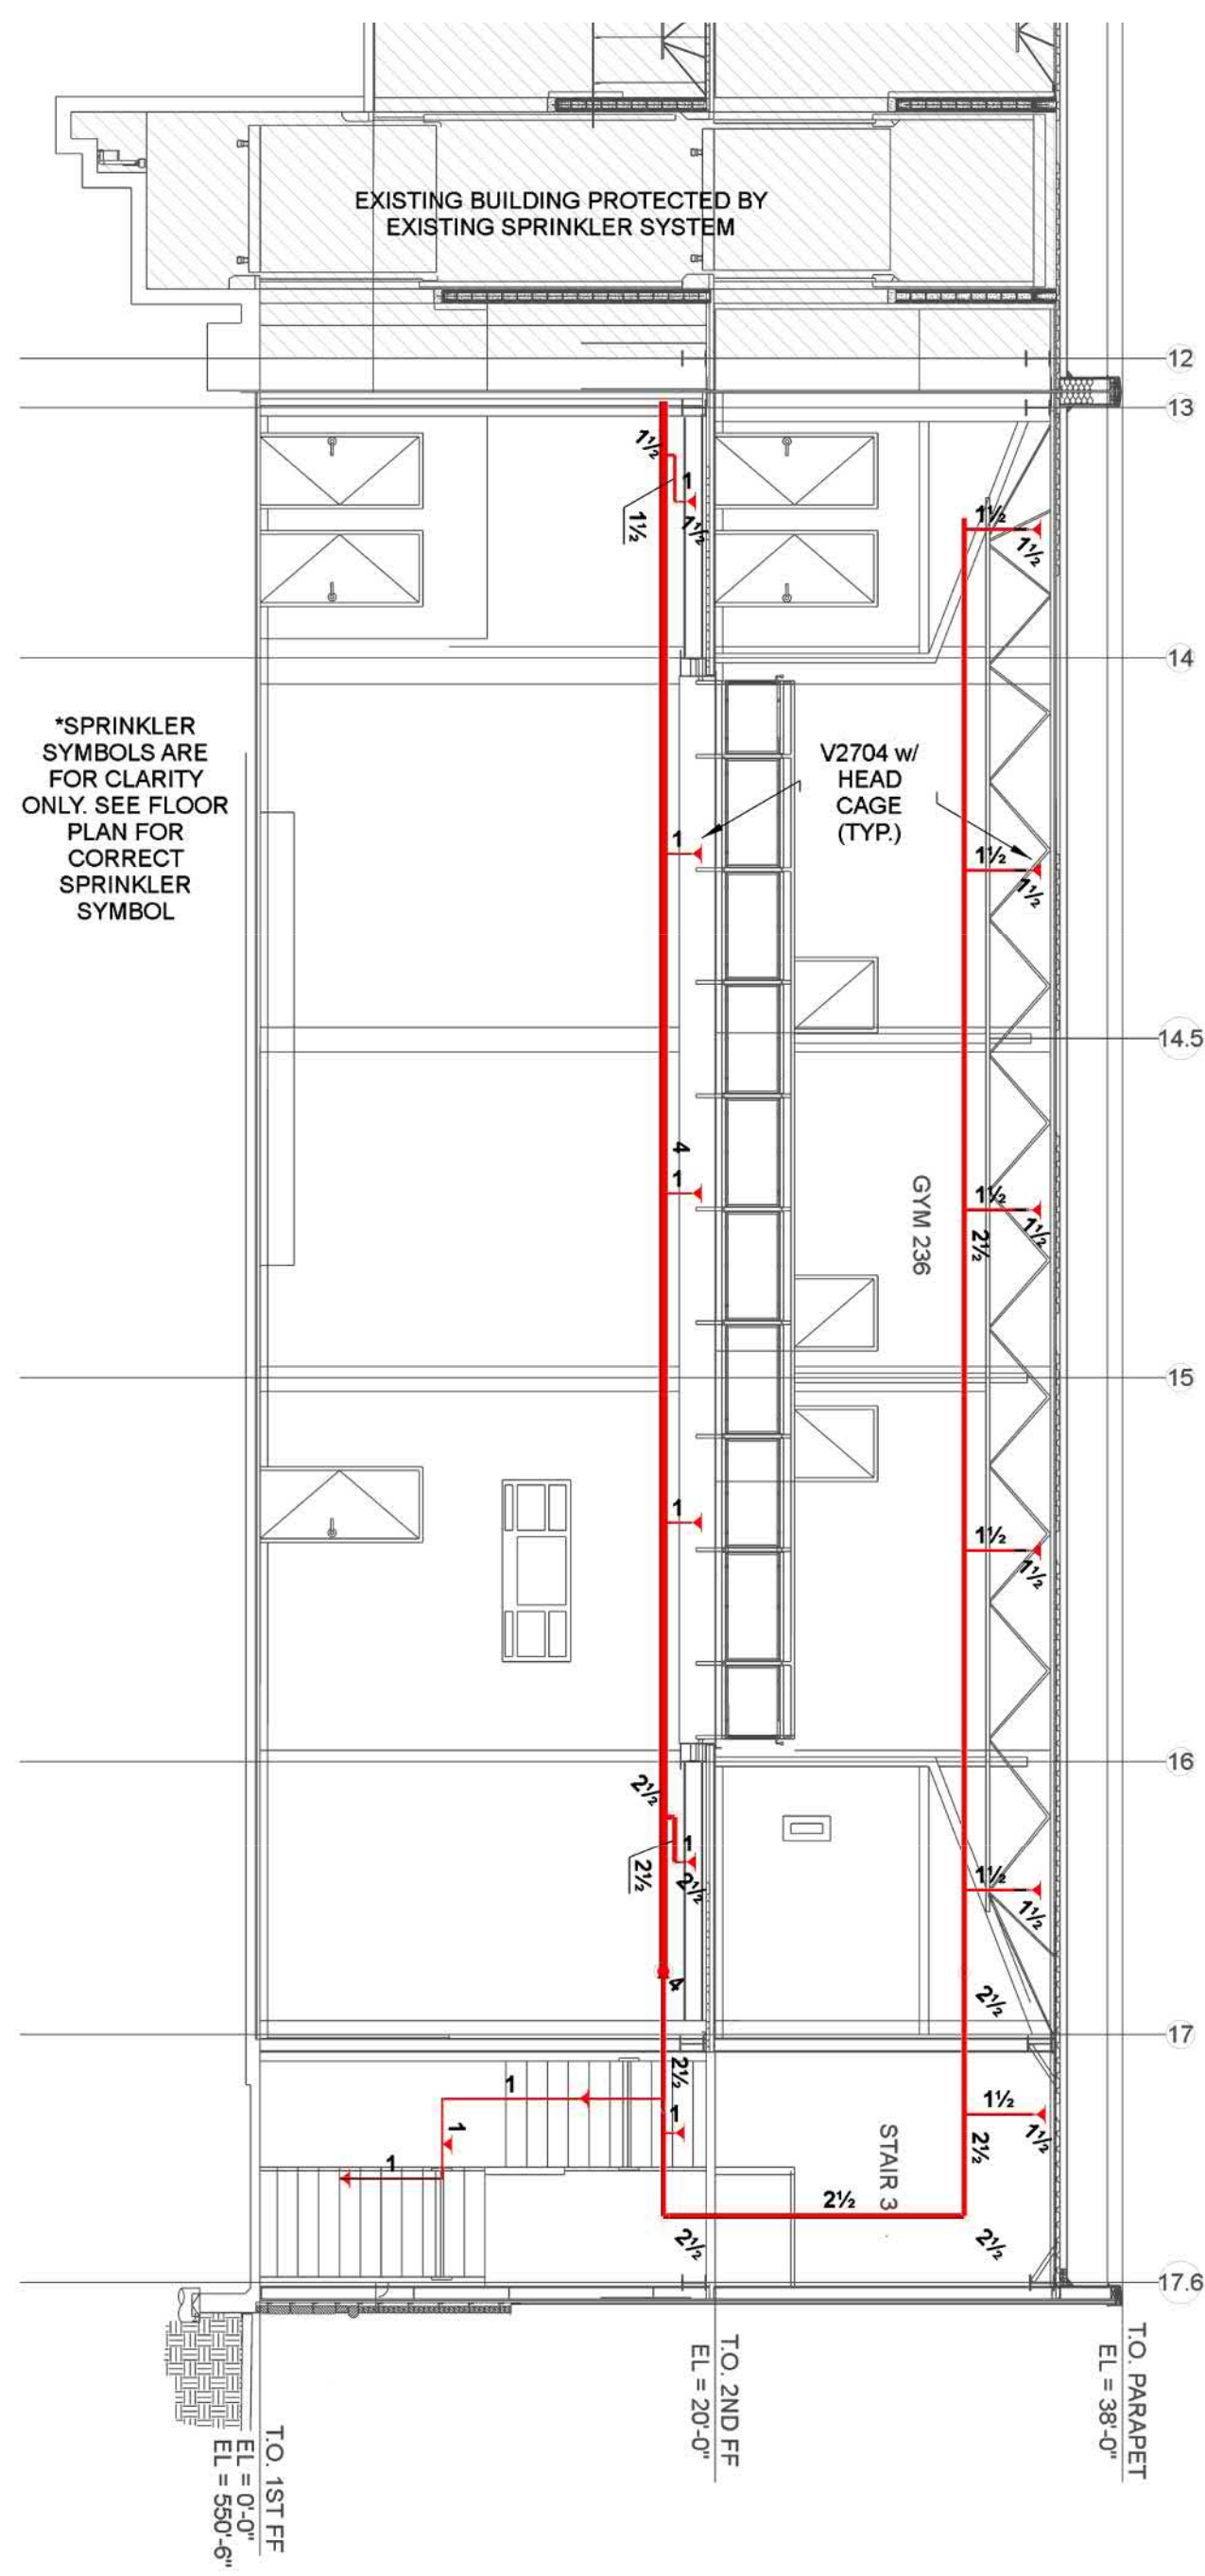 EXISTING BUILDING PROTECTED BY
EXISTING SPRINKLER SYSTEM
12
13
1½
1
1½
1½
1½
1½
14
*SPRINKLER
SYMBOLS ARE
FOR CLARITY
ONLY. SEE FLOOR
PLAN FOR
CORRECT
SPRINKLER
SYMBOL
V2704 w/
HEAD
CAGE
(TYP.)
1
1½
1½
14.5
4
1
GYM 236
1½
1½
2½
15
1
1½
1½
16
2½
1
2½
2½
1½
1½
4
2½
17
2½
1
1
1
1
STAIR 3
1½
1½
2½
2½
2½
2½
17.6
T.O. PARAPET
EL = 38'-0"
T.O. 2ND FF
EL = 20'-0"
T.O. 1ST FF
EL = 0'-0"
EL = 550'-6"